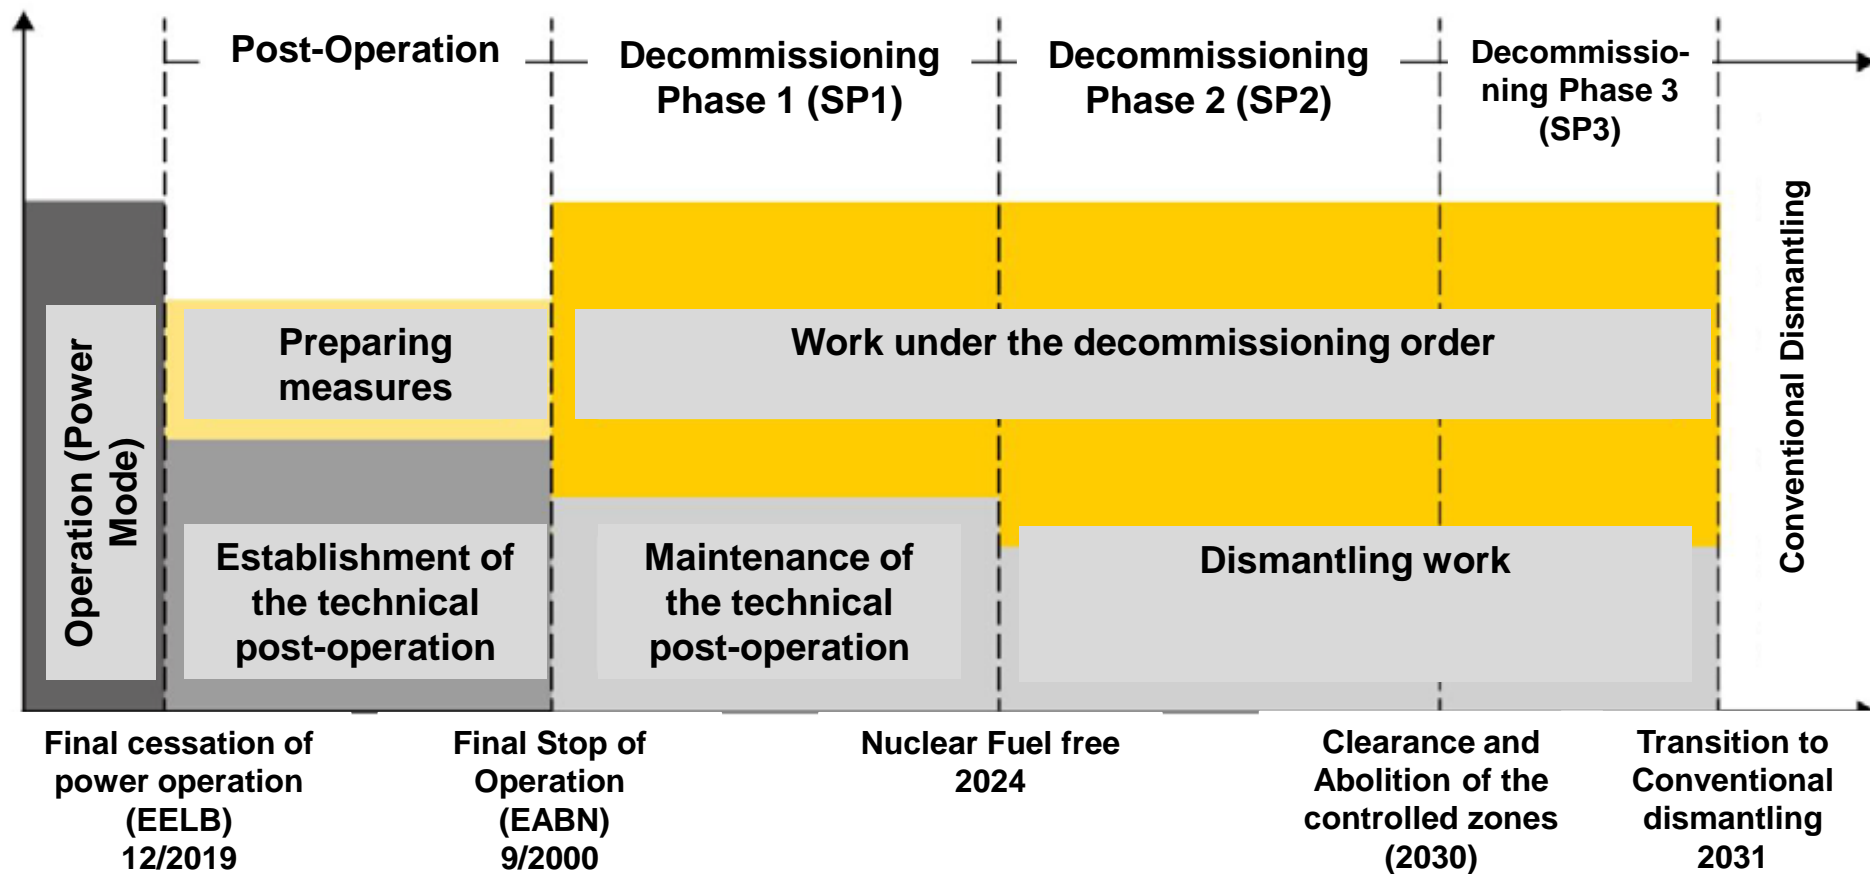 Post-Operation
Decommissioning
Phase 1 (SP1)
Decommissioning
Phase 2 (SP2)
Decommissio-
ning Phase 3
(SP3)
Operation (Power
Mode)
Preparing
measures
Work under the decommissioning order
Conventional Dismantling
Establishment of
the technical
post-operation
Maintenance of
the technical
post-operation
Dismantling work
Final cessation of
power operation
(EELB)
12/2019
Final Stop of
Operation
(EABN)
9/2000
Nuclear Fuel free
2024
Clearance and
Abolition of the
controlled zones
(2030)
Transition to
Conventional
dismantling
2031